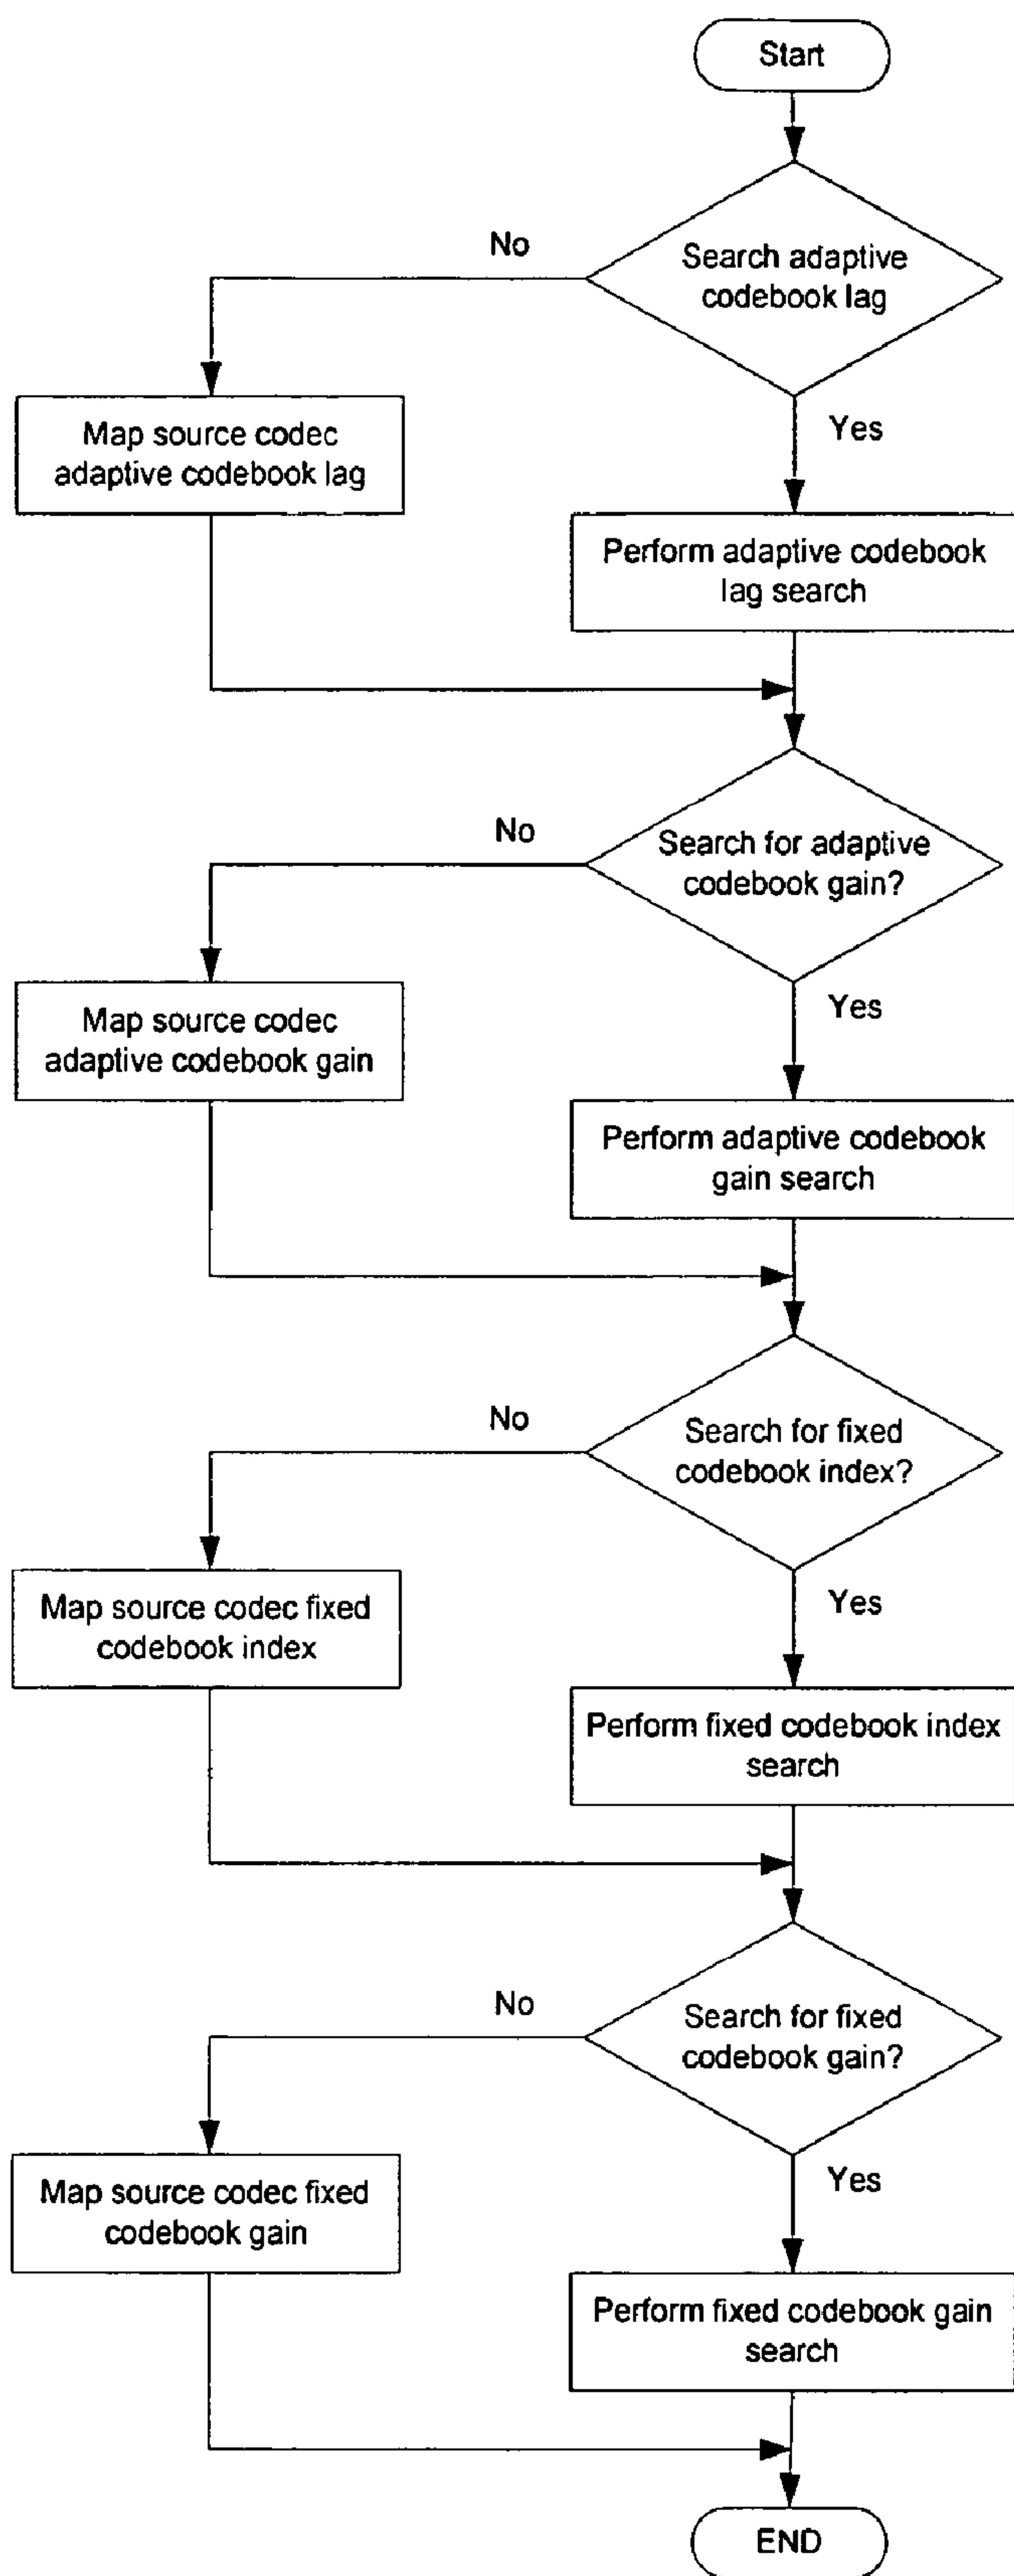 Start
Search adaptive
codebook lag
No
Yes
Map source codec
adaptive codebook lag
Perform adaptive codebook
lag search
Search for adaptive
codebook gain?
No
Yes
Map source codec
adaptive codebook gain
Perform adaptive codebook
gain search
Search for fixed
codebook index?
No
Yes
Map source codec fixed
codebook index
Perform fixed codebook index
search
Search for fixed
codebook gain?
No
Yes
Map source codec fixed
codebook gain
Perform fixed codebook gain
search
END